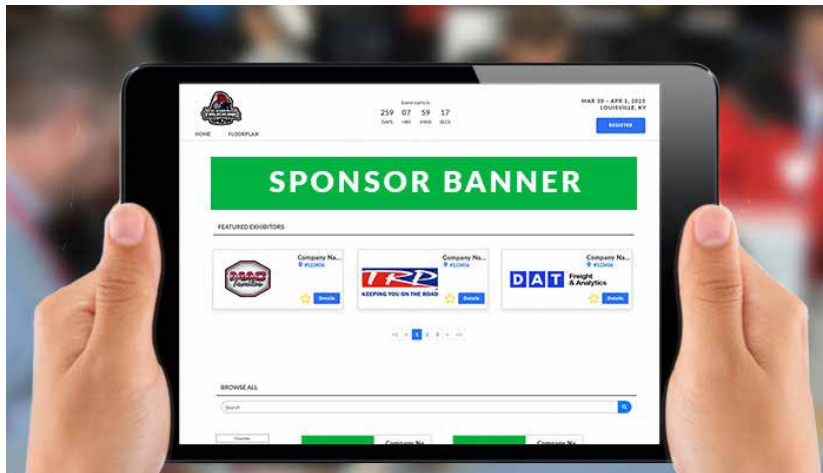 Event starts in:
259 07 59 17
DAYS HRS MINS SECS
MAR 30 - APR 1, 2023
LOUISVILLE, KY
REGISTER
HOME FLOORPLAN
SPONSOR BANNER
FEATURED EXHIBITORS
Company Na...
#123456
Details
TRP
KEEPING YOU ON THE ROAD
Company Na...
#123456
Details
DAT Freight
& Analytics
Company Na...
#123456
Details
<< < 1 2 3 > >>
BROWSE ALL
Search
Favorites
Company Na
Company Na